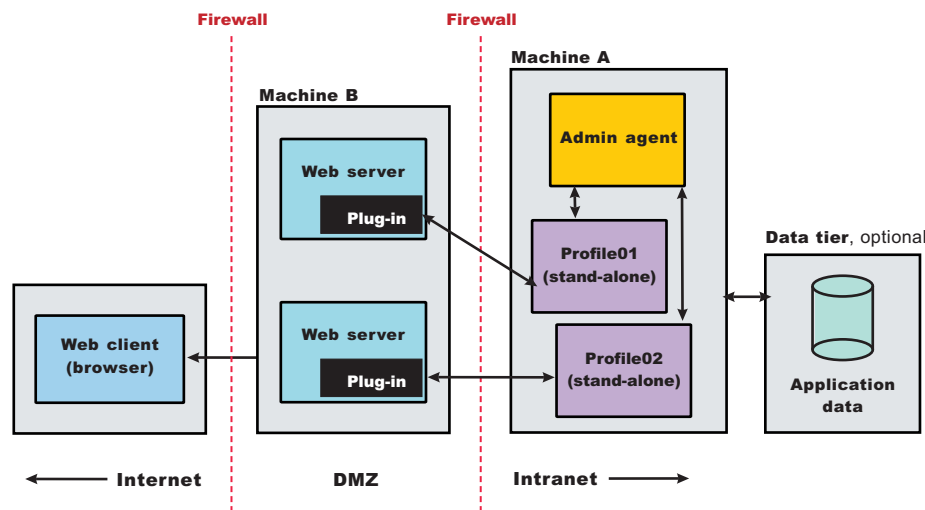 Firewall
Firewall
Machine A
Machine B
Admin agent
Web server
Plug-in
Profile01
(stand-alone)
Data tier, optional
Web server
Plug-in
Profile02
(stand-alone)
Web client
(browser)
Application
data
Internet
DMZ
Intranet